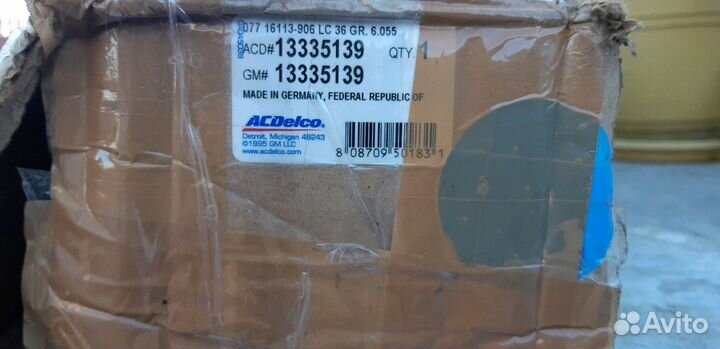 077 16113-906 LC 36 GR. 6.055
ACD# 13335139 QTY. 1
GM# 13335139
MADE IN GERMANY, FEDERAL REPUBLIC OF
ACDelco.
Detroit, Michigan 48243
©1995 GM LLC
www.acdelco.com
8 08709 50183 1
Avito